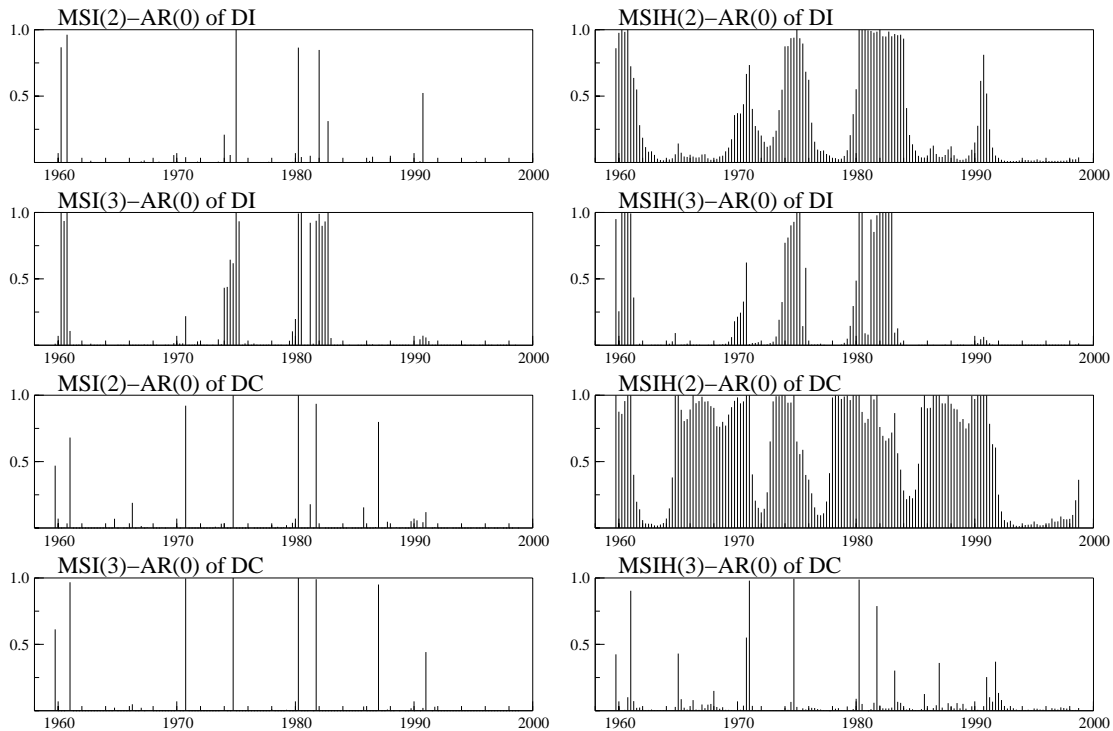 MSI(2)−AR(0) of DI
1.0
0.5
1960 1970 1980 1990 2000
MSIH(2)−AR(0) of DI
1.0
0.5
1960 1970 1980 1990 2000
MSI(3)−AR(0) of DI
1.0
0.5
1960 1970 1980 1990 2000
MSIH(3)−AR(0) of DI
1.0
0.5
1960 1970 1980 1990 2000
MSI(2)−AR(0) of DC
1.0
0.5
1960 1970 1980 1990 2000
MSIH(2)−AR(0) of DC
1.0
0.5
1960 1970 1980 1990 2000
MSI(3)−AR(0) of DC
1.0
0.5
1960 1970 1980 1990 2000
MSIH(3)−AR(0) of DC
1.0
0.5
1960 1970 1980 1990 2000